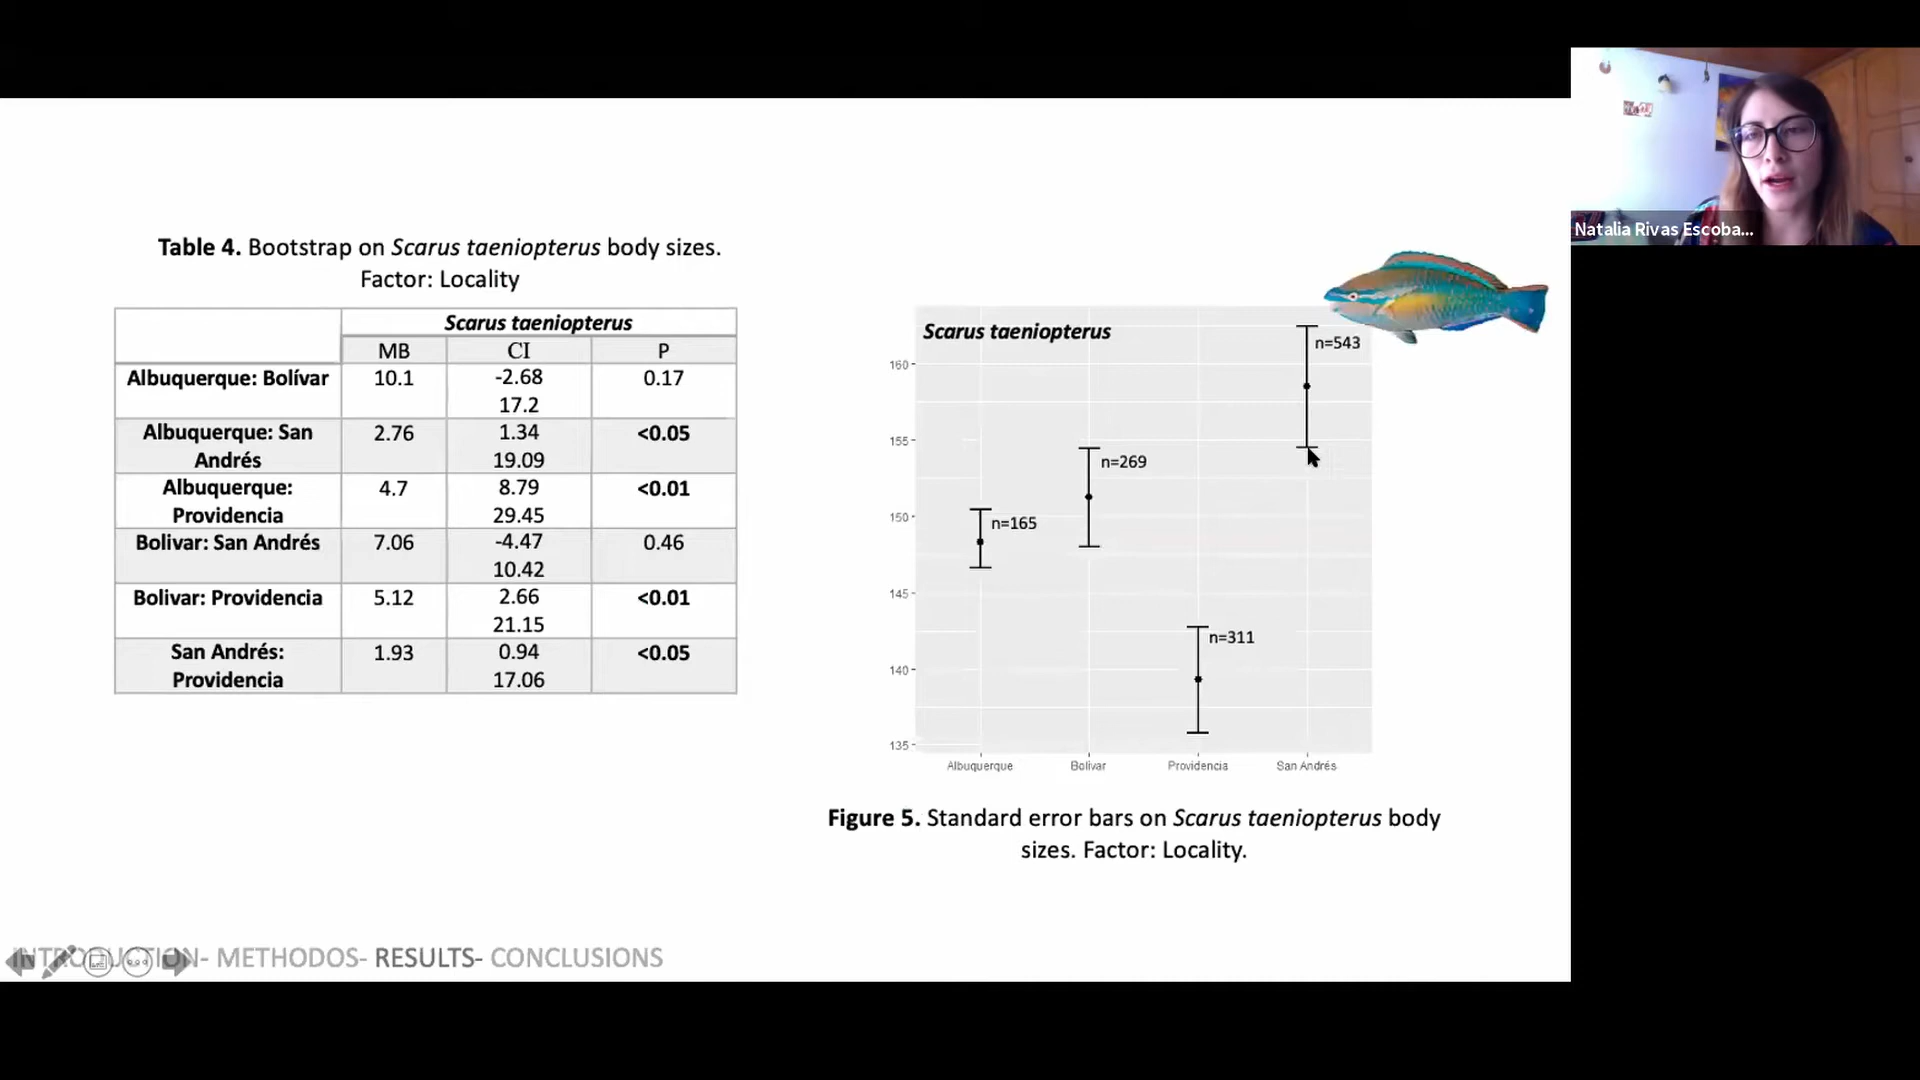 Natalia Rivas Escoba...
Table 4. Bootstrap on Scarus taeniopterus body sizes.
Factor: Locality
Scarus taeniopterus
MB CI P
Albuquerque: Bolívar 10.1 -2.68 0.17
17.2
Albuquerque: San 2.76 1.34 <0.05
Andrés 19.09
Albuquerque: 4.7 8.79 <0.01
Providencia 29.45
Bolivar: San Andrés 7.06 -4.47 0.46
10.42
Bolivar: Providencia 5.12 2.66 <0.01
21.15
San Andrés: 1.93 0.94 <0.05
Providencia 17.06
Scarus taeniopterus
n=543
160
155
n=269
150
n=165
145
n=311
140
135
Albuquerque Bolivar Providencia San Andrés
Figure 5. Standard error bars on Scarus taeniopterus body
sizes. Factor: Locality.
INTRODUCTION- METHODOS- RESULTS- CONCLUSIONS